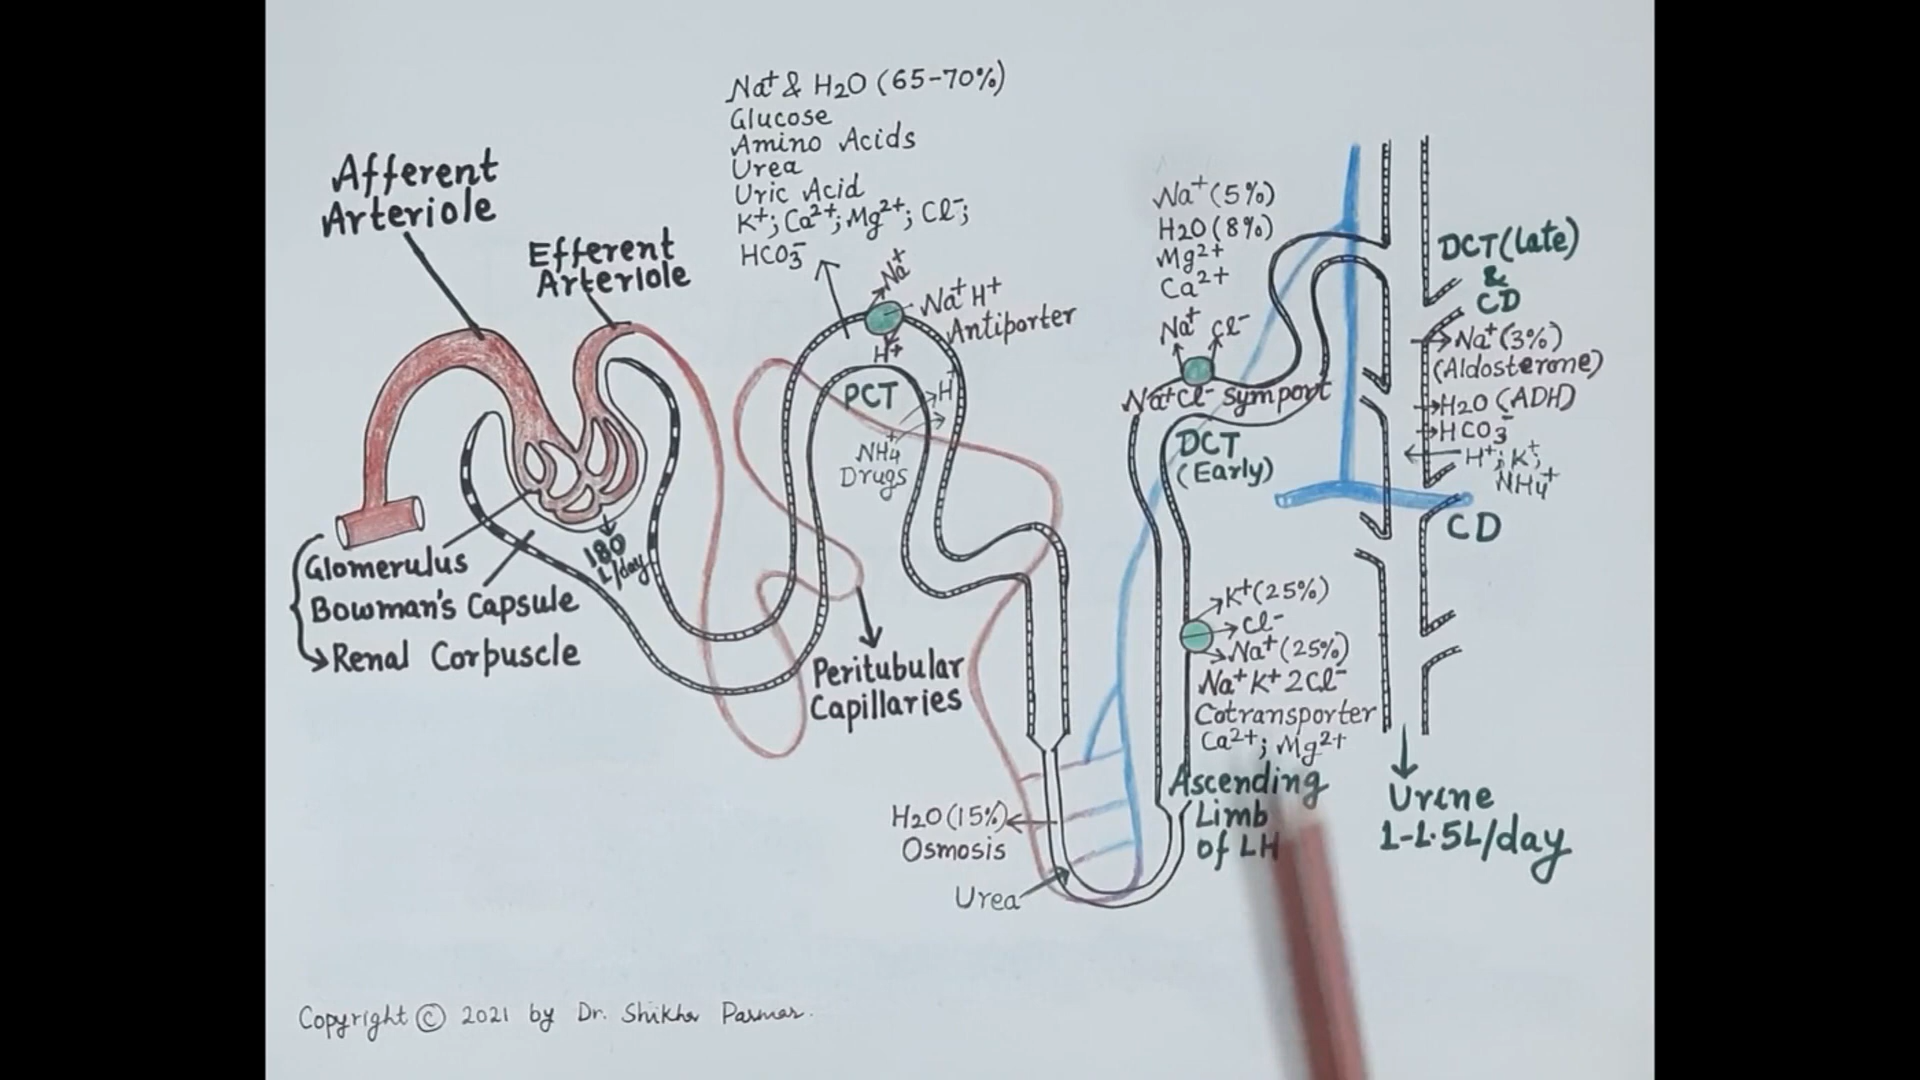 Afferent
Arteriole
Efferent
Arteriole
Na⁺ & H₂O (65-70%)
Glucose
Amino Acids
Urea
Uric Acid
K⁺; Ca²⁺; Mg²⁺; Cl⁻;
HCO₃⁻
Na⁺
Na⁺H⁺
Antiporter
H⁺
PCT
H⁺
NH₄⁺
Drugs
Glomerulus
Bowman's Capsule
Renal Corpuscle
180
L/day
Peritubular
Capillaries
H₂O (15%)
Osmosis
Urea
Na⁺ (5%)
H₂O (8%)
Mg²⁺
Ca²⁺
Na⁺ Cl⁻
Na⁺Cl⁻ symport
DCT
(Early)
K⁺ (25%)
Cl⁻
Na⁺ (25%)
Na⁺K⁺2Cl⁻
Cotransporter
Ca²⁺; Mg²⁺
Ascending
Limb
of LH
DCT (late)
&
CD
Na⁺ (3%)
(Aldosterone)
H₂O (ADH)
HCO₃⁻
H⁺; K⁺;
NH₄⁺
CD
Urine
1-1.5L/day
Copyright © 2021 by Dr. Shikha Parmar.